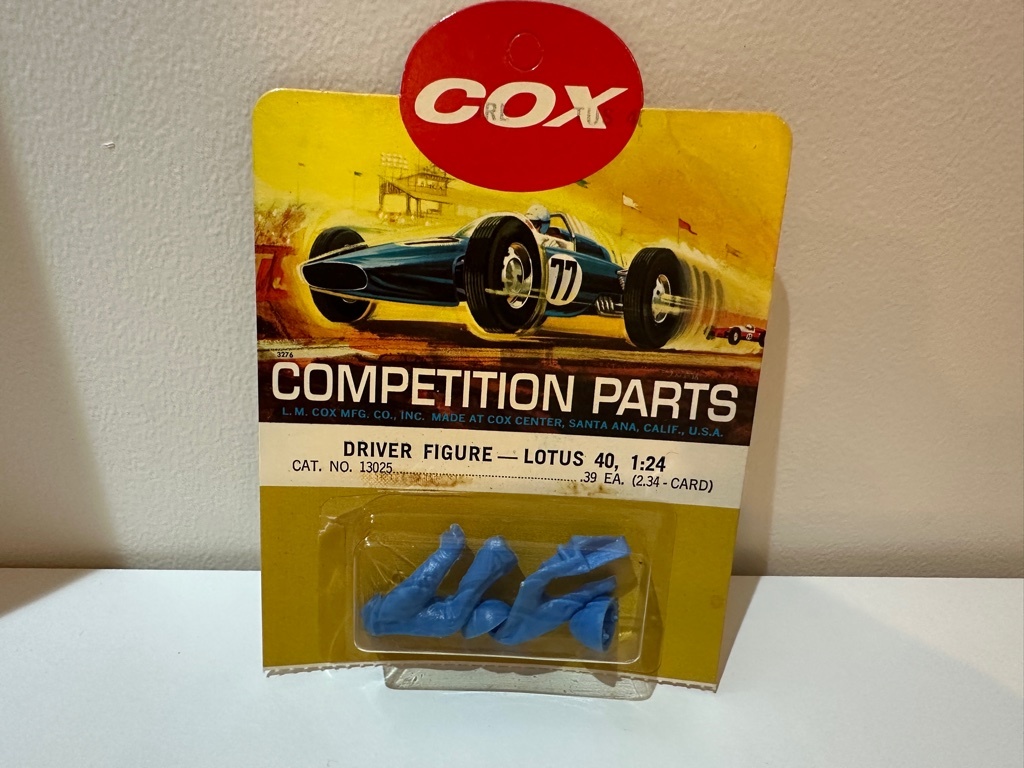 COX
77
3276
COMPETITION PARTS
L. M. COX MFG. CO., INC. MADE AT COX CENTER, SANTA ANA, CALIF., U.S.A.
DRIVER FIGURE — LOTUS 40, 1:24
CAT. NO. 13025..............................39 EA. (2.34 - CARD)